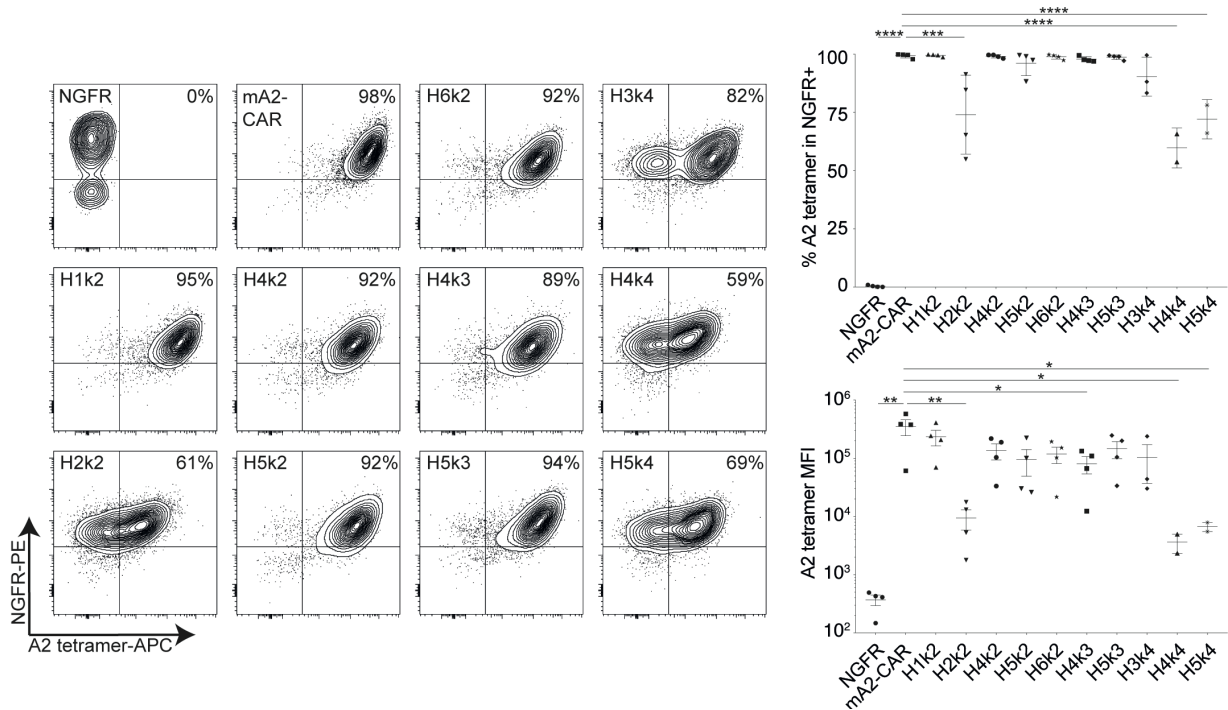 NGFR 0%
mA2-
CAR
98%
H6k2 92%
H3k4 82%
H1k2 95%
H4k2 92%
H4k3 89%
H4k4 59%
H2k2 61%
H5k2 92%
H5k3 94%
H5k4 69%
NGFR-PE
A2 tetramer-APC
****
****
**** ***
% A2 tetramer in NGFR+
100
75
50
25
0
NGFR
mA2-CAR
H1k2
H2k2
H4k2
H5k2
H6k2
H4k3
H5k3
H3k4
H4k4
H5k4
*
*
*
** **
A2 tetramer MFI
10⁶
10⁵
10⁴
10³
10²
NGFR
mA2-CAR
H1k2
H2k2
H4k2
H5k2
H6k2
H4k3
H5k3
H3k4
H4k4
H5k4